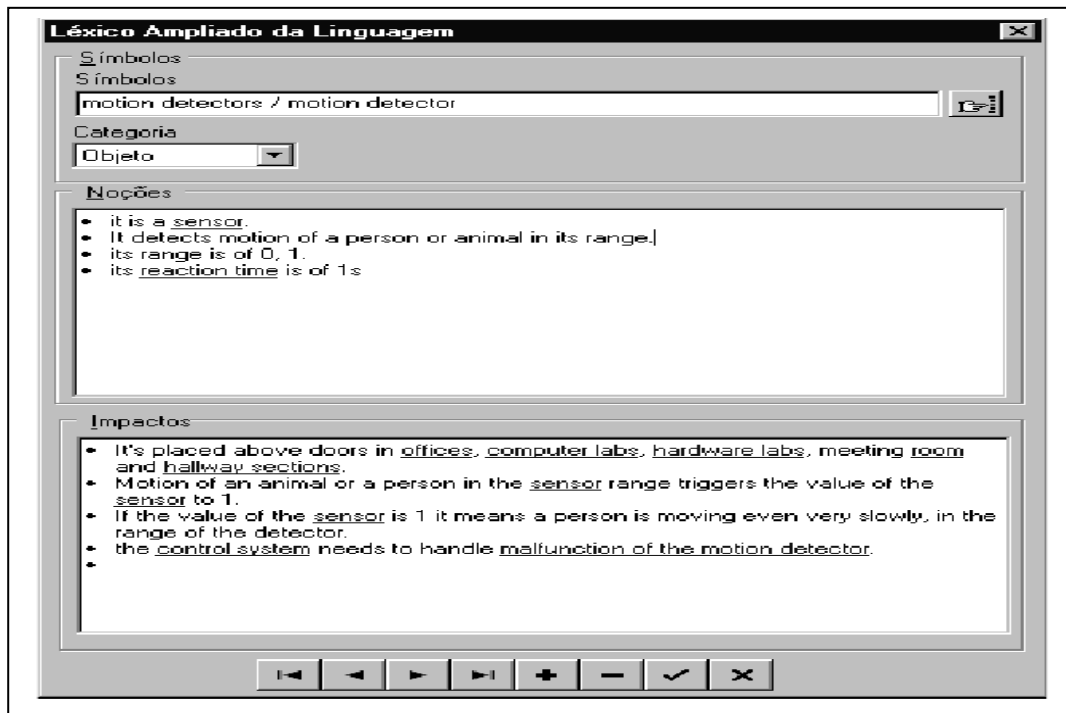 Léxico Ampliado da Linguagem
Símbolos
Símbolos
motion detectors / motion detector
Categoria
Objeto
Noções
• it is a sensor.
• It detects motion of a person or animal in its range.
• its range is of 0, 1.
• its reaction time is of 1s
Impactos
• It's placed above doors in offices, computer labs, hardware labs, meeting room
and hallway sections.
• Motion of an animal or a person in the sensor range triggers the value of the
sensor to 1.
• If the value of the sensor is 1 it means a person is moving even very slowly, in the
range of the detector.
• the control system needs to handle malfunction of the motion detector.
•